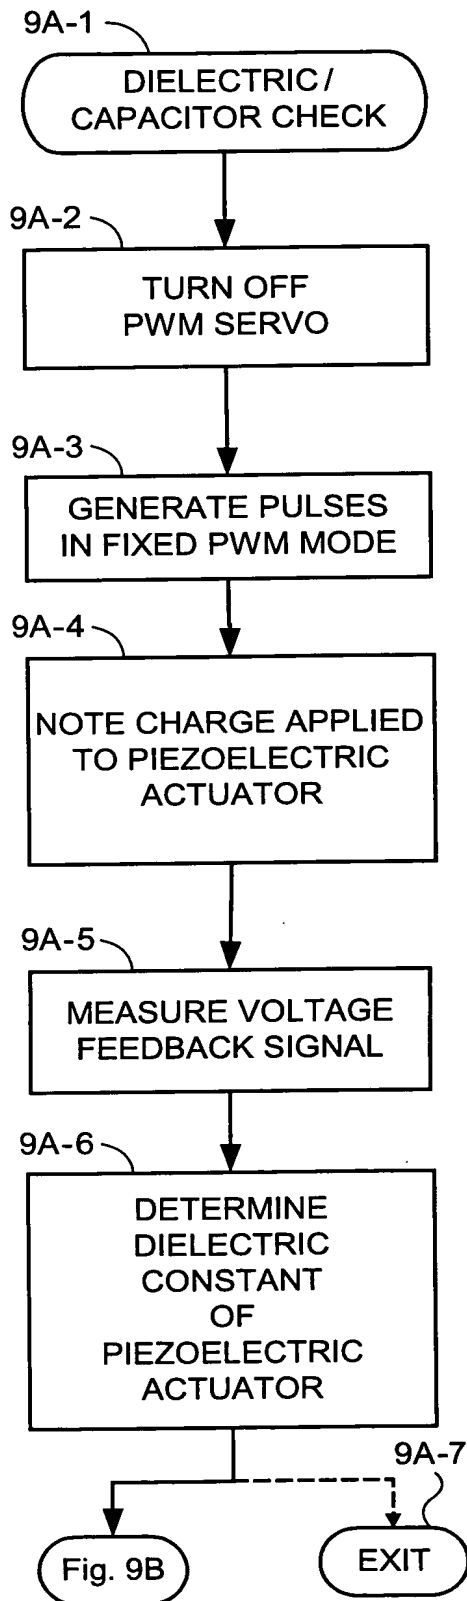 9A-1
DIELECTRIC/
CAPACITOR CHECK
9A-2
TURN OFF
PWM SERVO
9A-3
GENERATE PULSES
IN FIXED PWM MODE
9A-4
NOTE CHARGE APPLIED
TO PIEZOELECTRIC
ACTUATOR
9A-5
MEASURE VOLTAGE
FEEDBACK SIGNAL
9A-6
DETERMINE
DIELECTRIC
CONSTANT
OF
PIEZOELECTRIC
ACTUATOR
9A-7
Fig. 9B
EXIT